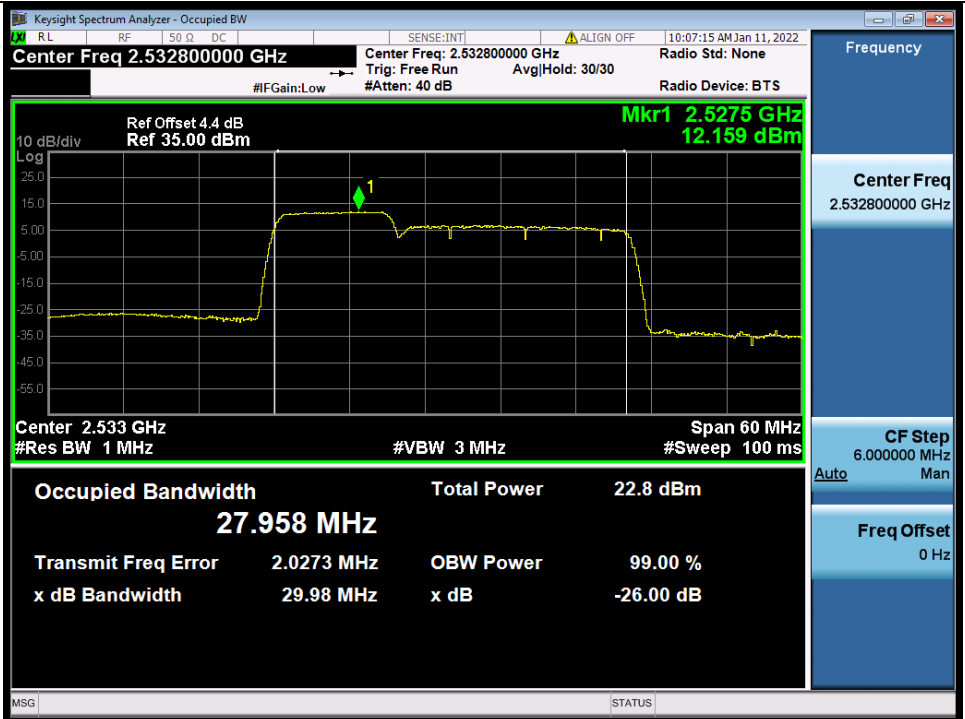 Keysight Spectrum Analyzer - Occupied BW
LXI RL RF 50 Ω DC SENSE:INT ALIGN OFF 10:07:15 AM Jan 11, 2022
Center Freq 2.532800000 GHz
Center Freq: 2.532800000 GHz Radio Std: None
Trig: Free Run Avg|Hold: 30/30
#IFGain:Low #Atten: 40 dB Radio Device: BTS
Mkr1 2.5275 GHz
12.159 dBm
Ref Offset 4.4 dB
10 dB/div Ref 35.00 dBm
Log
25.0
1
15.0
5.00
-5.00
-15.0
-25.0
-35.0
-45.0
-55.0
Center 2.533 GHz Span 60 MHz
#Res BW 1 MHz #VBW 3 MHz #Sweep 100 ms
Occupied Bandwidth Total Power 22.8 dBm
27.958 MHz
Transmit Freq Error 2.0273 MHz OBW Power 99.00 %
x dB Bandwidth 29.98 MHz x dB -26.00 dB
Frequency
Center Freq
2.532800000 GHz
CF Step
6.000000 MHz
Auto Man
Freq Offset
0 Hz
MSG STATUS